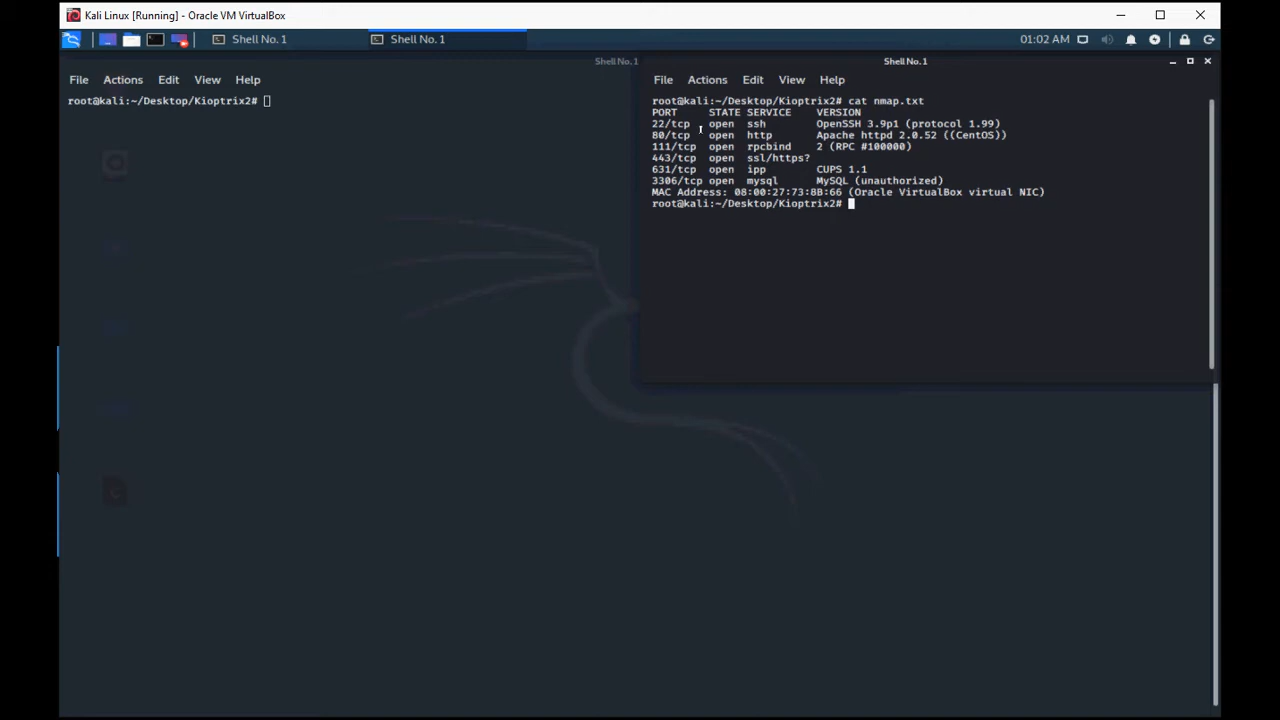 Kali Linux [Running] - Oracle VM VirtualBox
Shell No. 1
Shell No. 1
01:02 AM
Shell No. 1
File Actions Edit View Help
root@kali:~/Desktop/Kioptrix2#
Shell No. 1
File Actions Edit View Help
root@kali:~/Desktop/Kioptrix2# cat nmap.txt
PORT STATE SERVICE VERSION
22/tcp open ssh OpenSSH 3.9p1 (protocol 1.99)
80/tcp open http Apache httpd 2.0.52 ((CentOS))
111/tcp open rpcbind 2 (RPC #100000)
443/tcp open ssl/https?
631/tcp open ipp CUPS 1.1
3306/tcp open mysql MySQL (unauthorized)
MAC Address: 08:00:27:73:8B:66 (Oracle VirtualBox virtual NIC)
root@kali:~/Desktop/Kioptrix2#